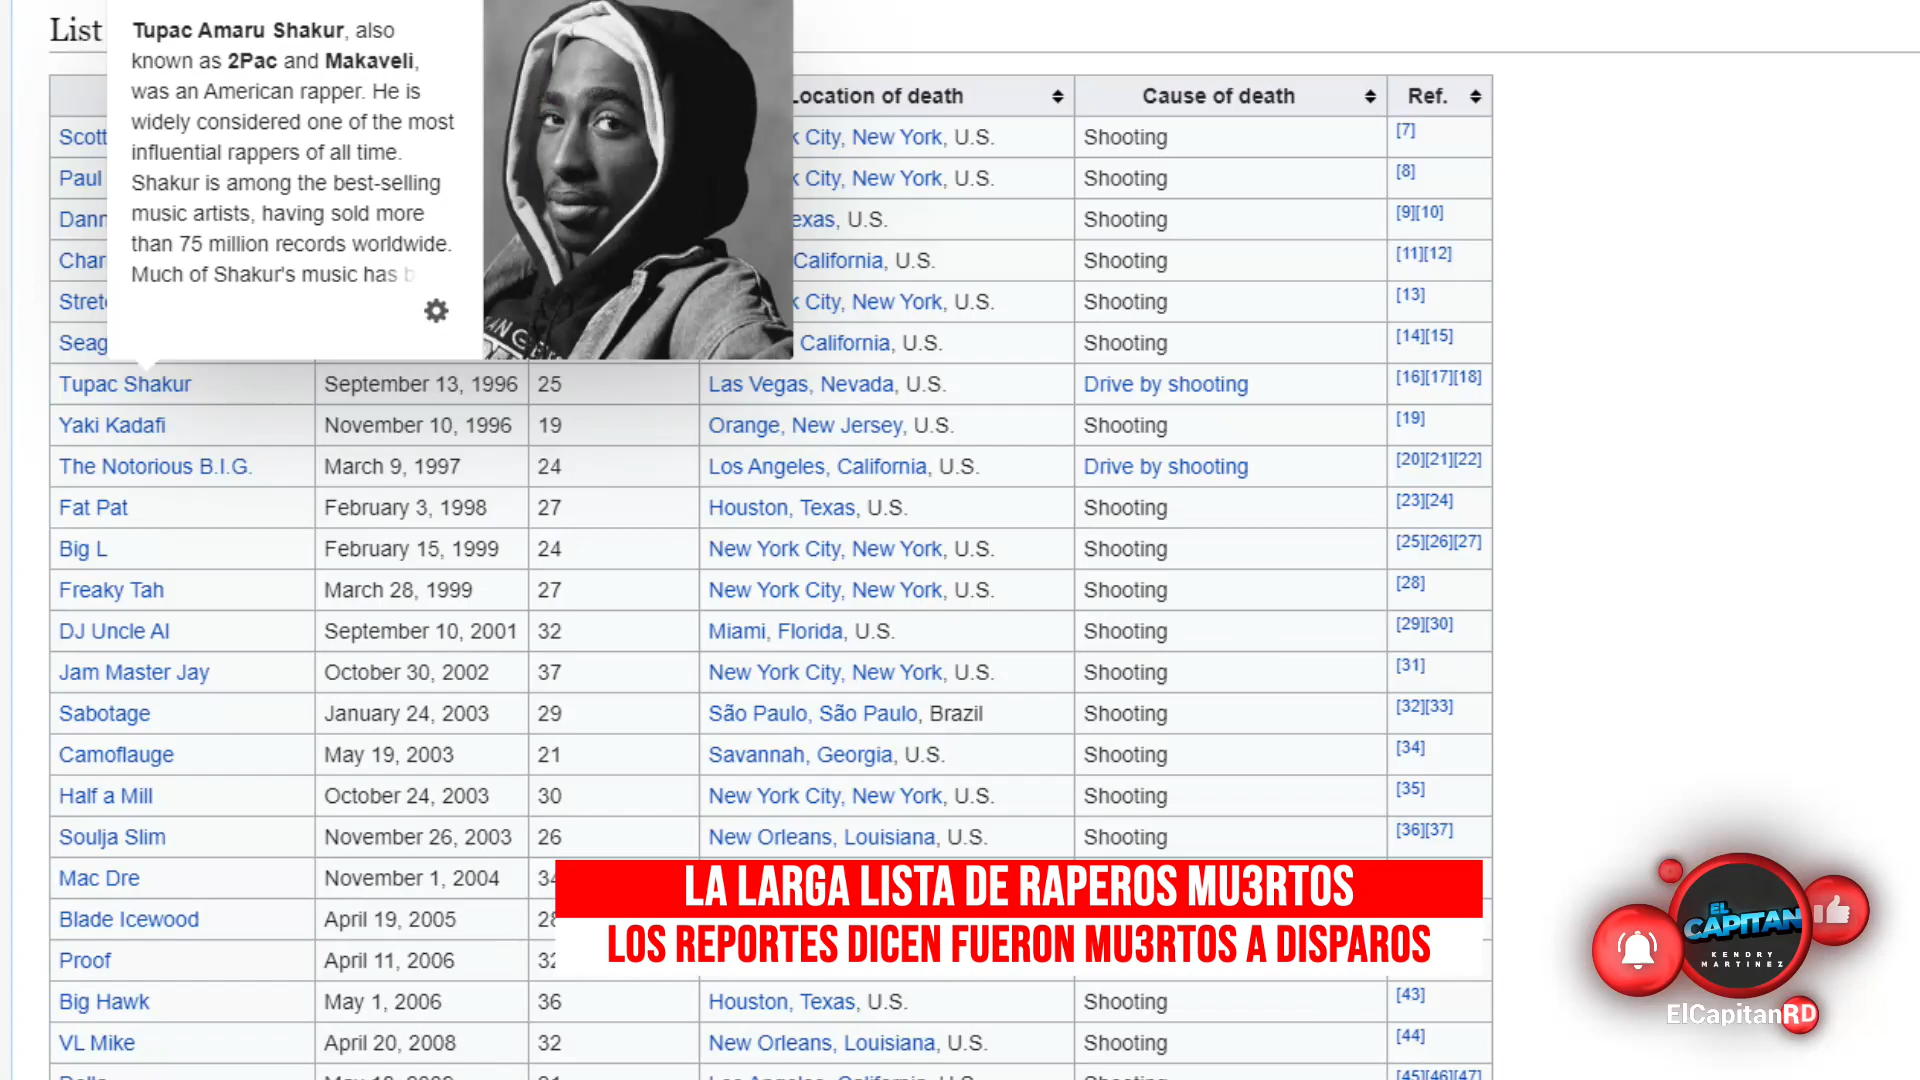 List
Tupac Amaru Shakur, also
known as 2Pac and Makaveli,
was an American rapper. He is
widely considered one of the most
influential rappers of all time.
Shakur is among the best-selling
music artists, having sold more
than 75 million records worldwide.
Much of Shakur's music has b
Location of death Cause of death Ref.
Scott k City, New York, U.S. Shooting [7]
Paul k City, New York, U.S. Shooting [8]
Dann exas, U.S. Shooting [9][10]
Char California, U.S. Shooting [11][12]
Stret k City, New York, U.S. Shooting [13]
Seag California, U.S. Shooting [14][15]
Tupac Shakur September 13, 1996 25 Las Vegas, Nevada, U.S. Drive by shooting [16][17][18]
Yaki Kadafi November 10, 1996 19 Orange, New Jersey, U.S. Shooting [19]
The Notorious B.I.G. March 9, 1997 24 Los Angeles, California, U.S. Drive by shooting [20][21][22]
Fat Pat February 3, 1998 27 Houston, Texas, U.S. Shooting [23][24]
Big L February 15, 1999 24 New York City, New York, U.S. Shooting [25][26][27]
Freaky Tah March 28, 1999 27 New York City, New York, U.S. Shooting [28]
DJ Uncle Al September 10, 2001 32 Miami, Florida, U.S. Shooting [29][30]
Jam Master Jay October 30, 2002 37 New York City, New York, U.S. Shooting [31]
Sabotage January 24, 2003 29 São Paulo, São Paulo, Brazil Shooting [32][33]
Camoflauge May 19, 2003 21 Savannah, Georgia, U.S. Shooting [34]
Half a Mill October 24, 2003 30 New York City, New York, U.S. Shooting [35]
Soulja Slim November 26, 2003 26 New Orleans, Louisiana, U.S. Shooting [36][37]
Mac Dre November 1, 2004 34
Blade Icewood April 19, 2005 28
Proof April 11, 2006 32
Big Hawk May 1, 2006 36 Houston, Texas, U.S. Shooting [43]
VL Mike April 20, 2008 32 New Orleans, Louisiana, U.S. Shooting [44]
LA LARGA LISTA DE RAPEROS MU3RTOS
LOS REPORTES DICEN FUERON MU3RTOS A DISPAROS
EL
CAPITAN
KENDRY
MARTINEZ
ElCapitanRD